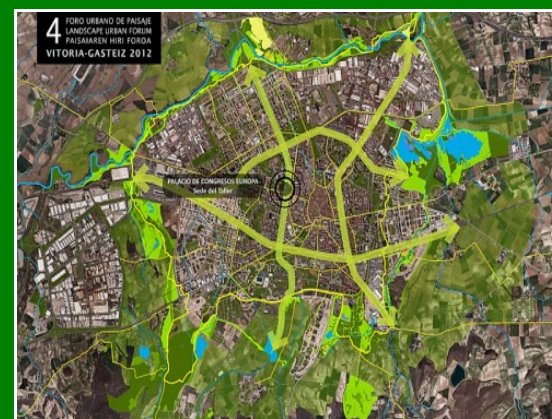 4 FORO URBANO DE PAISAJE
LANDSCAPE URBAN FORUM
PAISAIAREN HIRI FOROA
VITORIA-GASTEIZ 2012
PALACIO DE CONGRESOS EUROPA
Sede del Taller